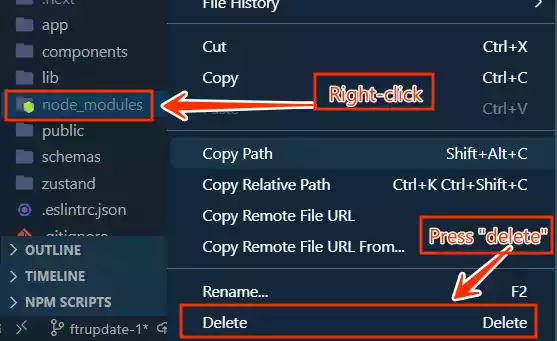 .next
app
components
lib
node_modules
public
schemas
zustand
.eslintrc.json
.gitignore
OUTLINE
TIMELINE
NPM SCRIPTS
ftrupdate-1*
File History
Cut Ctrl+X
Copy Ctrl+C
Paste Ctrl+V
Copy Path Shift+Alt+C
Copy Relative Path Ctrl+K Ctrl+Shift+C
Copy Remote File URL
Copy Remote File URL From...
Rename... F2
Delete Delete
Right-click
Press "delete"